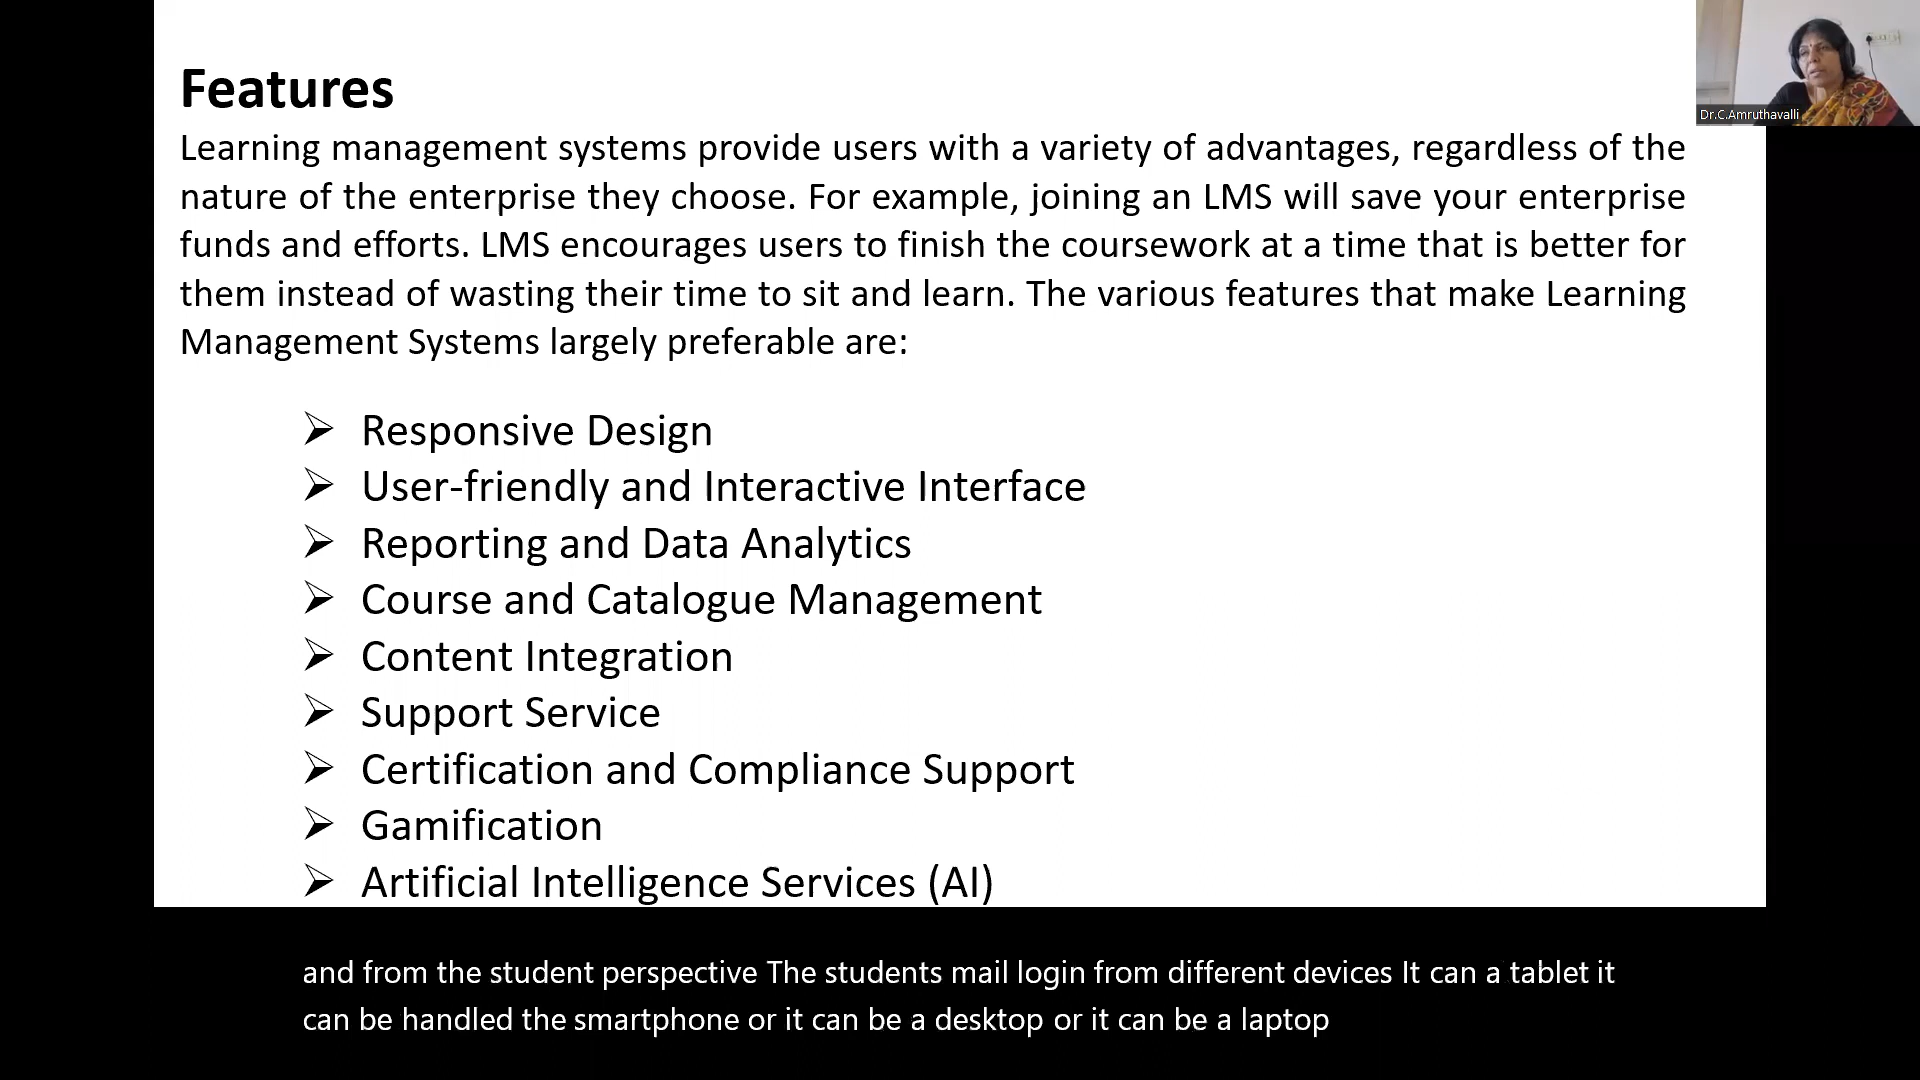 Features
Learning management systems provide users with a variety of advantages, regardless of the
nature of the enterprise they choose. For example, joining an LMS will save your enterprise
funds and efforts. LMS encourages users to finish the coursework at a time that is better for
them instead of wasting their time to sit and learn. The various features that make Learning
Management Systems largely preferable are:
➢ Responsive Design
➢ User-friendly and Interactive Interface
➢ Reporting and Data Analytics
➢ Course and Catalogue Management
➢ Content Integration
➢ Support Service
➢ Certification and Compliance Support
➢ Gamification
➢ Artificial Intelligence Services (AI)
Dr.C.Amruthavalli
and from the student perspective The students mail login from different devices It can a tablet it
can be handled the smartphone or it can be a desktop or it can be a laptop